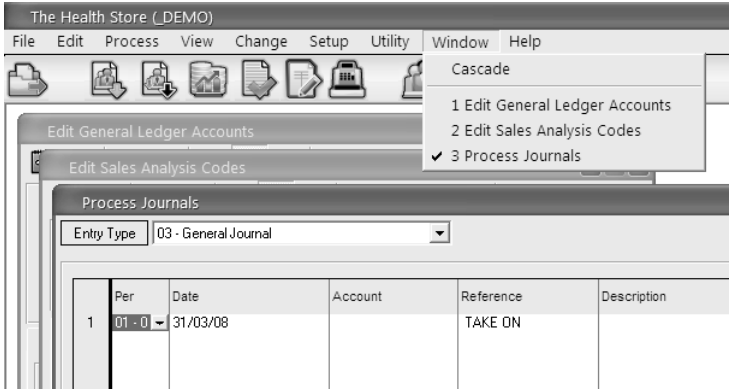 The Health Store (_DEMO)
File Edit Process View Change Setup Utility Window Help
Cascade
1 Edit General Ledger Accounts
2 Edit Sales Analysis Codes
3 Process Journals
Edit General Ledger Accounts
Edit Sales Analysis Codes
Process Journals
Entry Type 03 - General Journal
Per Date Account Reference Description
1 01 - 0 31/03/08 TAKE ON